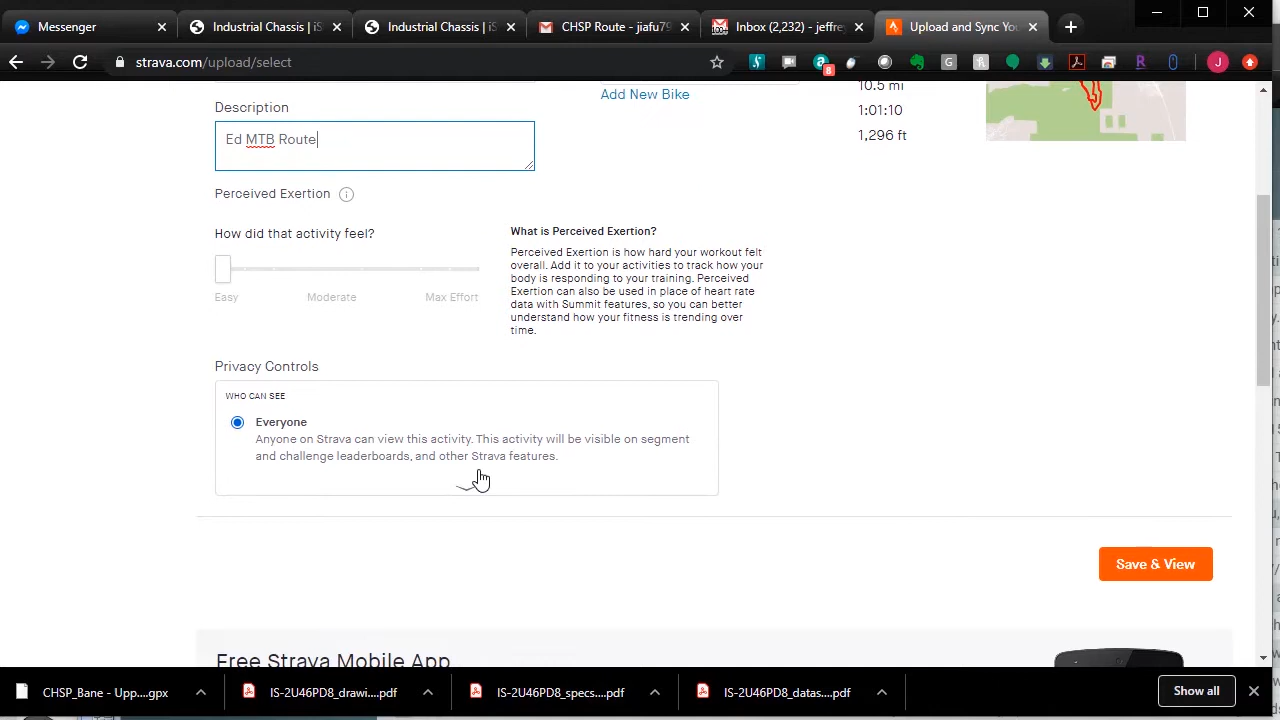 Messenger
Industrial Chassis | iS
Industrial Chassis | iS
CHSP Route - jiafu79
Inbox (2,232) - jeffrey
Upload and Sync You
strava.com/upload/select
8
J
Description
Add New Bike
10.5 mi
1:01:10
1,296 ft
Ed MTB Route
Perceived Exertion
How did that activity feel?
Easy
Moderate
Max Effort
What is Perceived Exertion?
Perceived Exertion is how hard your workout felt
overall. Add it to your activities to track how your
body is responding to your training. Perceived
Exertion can also be used in place of heart rate
data with Summit features, so you can better
understand how your fitness is trending over
time.
Privacy Controls
WHO CAN SEE
Everyone
Anyone on Strava can view this activity. This activity will be visible on segment
and challenge leaderboards, and other Strava features.
Save & View
Free Strava Mobile App
CHSP_Bane - Upp....gpx
IS-2U46PD8_drawi....pdf
IS-2U46PD8_specs....pdf
IS-2U46PD8_datas....pdf
Show all